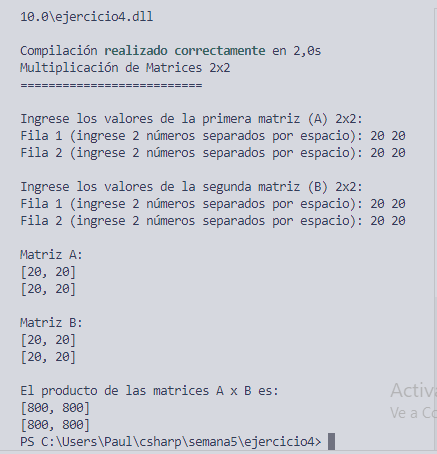 10.0\ejercicio4.dll
Compilación realizado correctamente en 2,0s
Multiplicación de Matrices 2x2
==========================
Ingrese los valores de la primera matriz (A) 2x2:
Fila 1 (ingrese 2 números separados por espacio): 20 20
Fila 2 (ingrese 2 números separados por espacio): 20 20
Ingrese los valores de la segunda matriz (B) 2x2:
Fila 1 (ingrese 2 números separados por espacio): 20 20
Fila 2 (ingrese 2 números separados por espacio): 20 20
Matriz A:
[20, 20]
[20, 20]
Matriz B:
[20, 20]
[20, 20]
El producto de las matrices A x B es:
[800, 800]
[800, 800]
PS C:\Users\Paul\csharp\semana5\ejercicio4>
Activa
Ve a Co